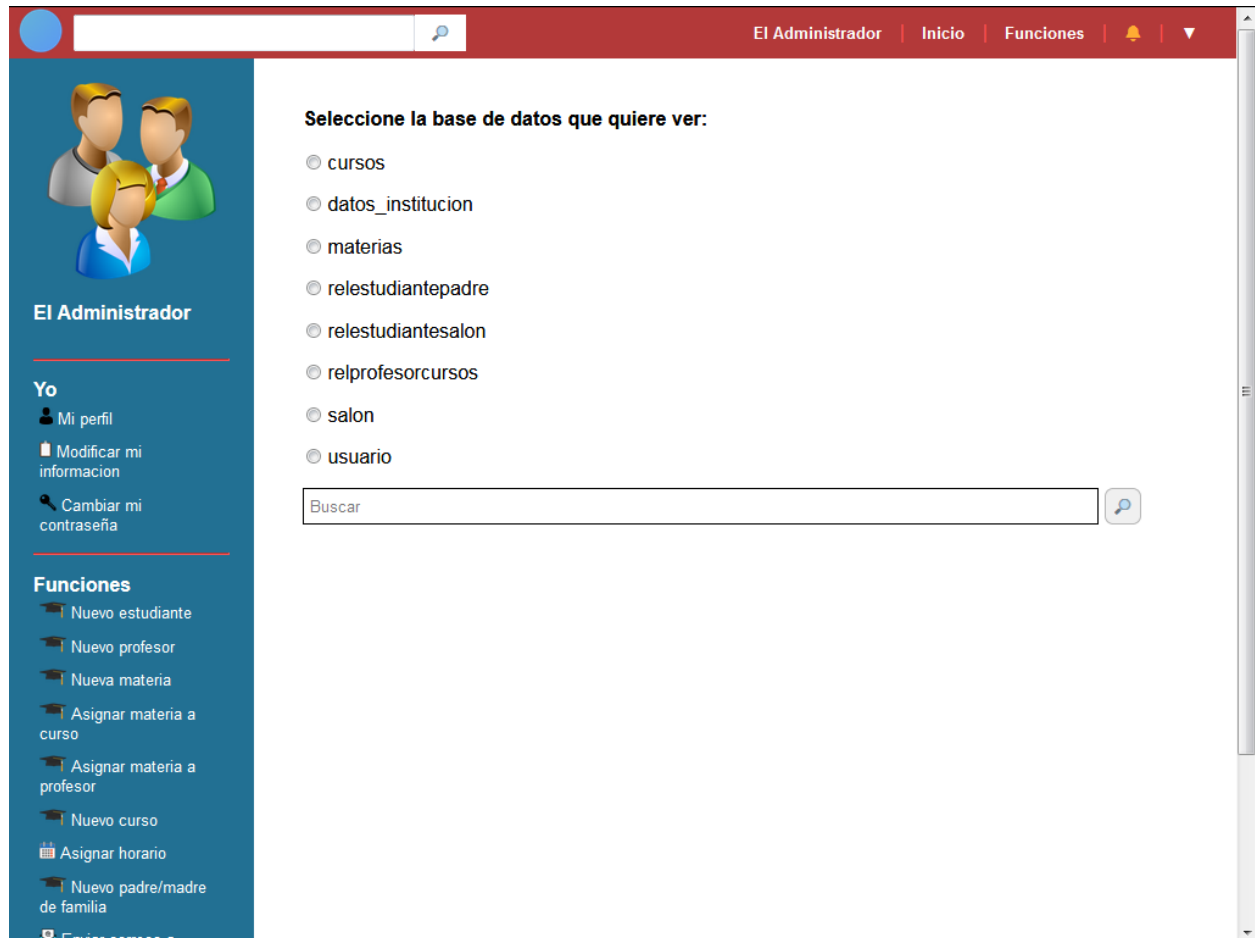 El Administrador | Inicio | Funciones | ▼
El Administrador
Yo
Mi perfil
Modificar mi
informacion
Cambiar mi
contraseña
Funciones
Nuevo estudiante
Nuevo profesor
Nueva materia
Asignar materia a
curso
Asignar materia a
profesor
Nuevo curso
Asignar horario
Nuevo padre/madre
de familia
Seleccione la base de datos que quiere ver:
cursos
datos_institucion
materias
relestudiantepadre
relestudiantesalon
relprofesorcursos
salon
usuario
Buscar